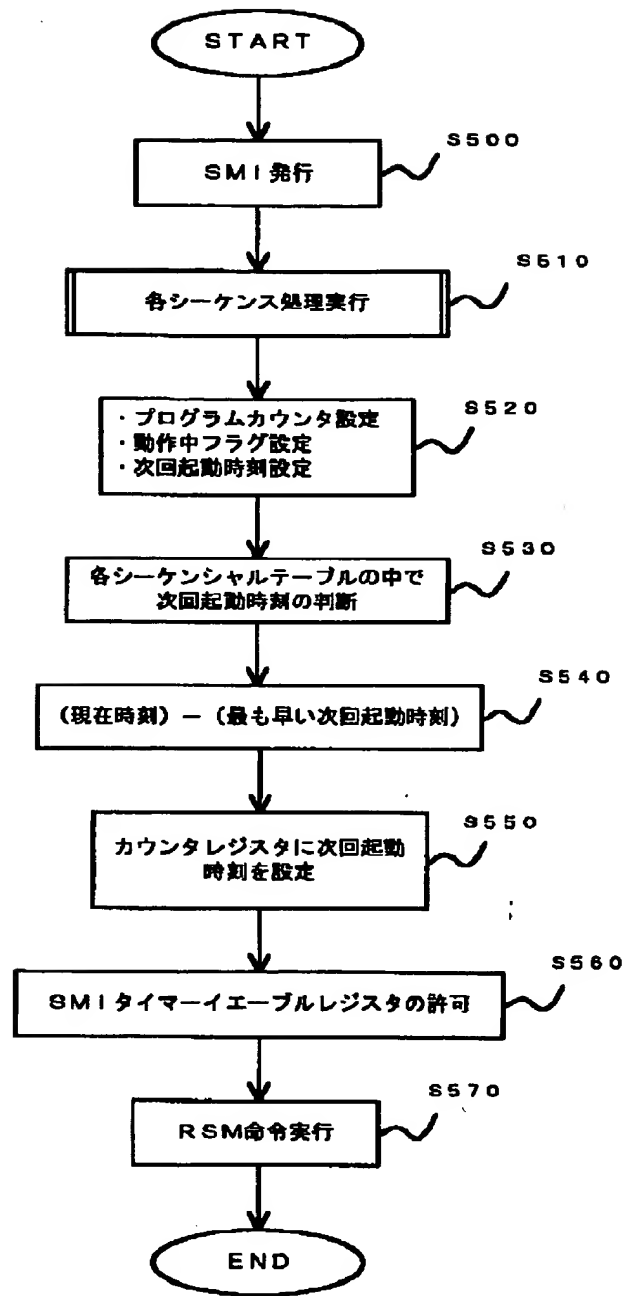 START
SMI発行
S500
各シーケンス処理実行
S510
・プログラムカウンタ設定
・動作中フラグ設定
・次回起動時刻設定
S520
各シーケンシャルテーブルの中で
次回起動時刻の判断
S530
(現在時刻)－(最も早い次回起動時刻)
S540
カウンタレジスタに次回起動
時刻を設定
S550
SMIタイマーイエーブルレジスタの許可
S560
RSM命令実行
S570
END